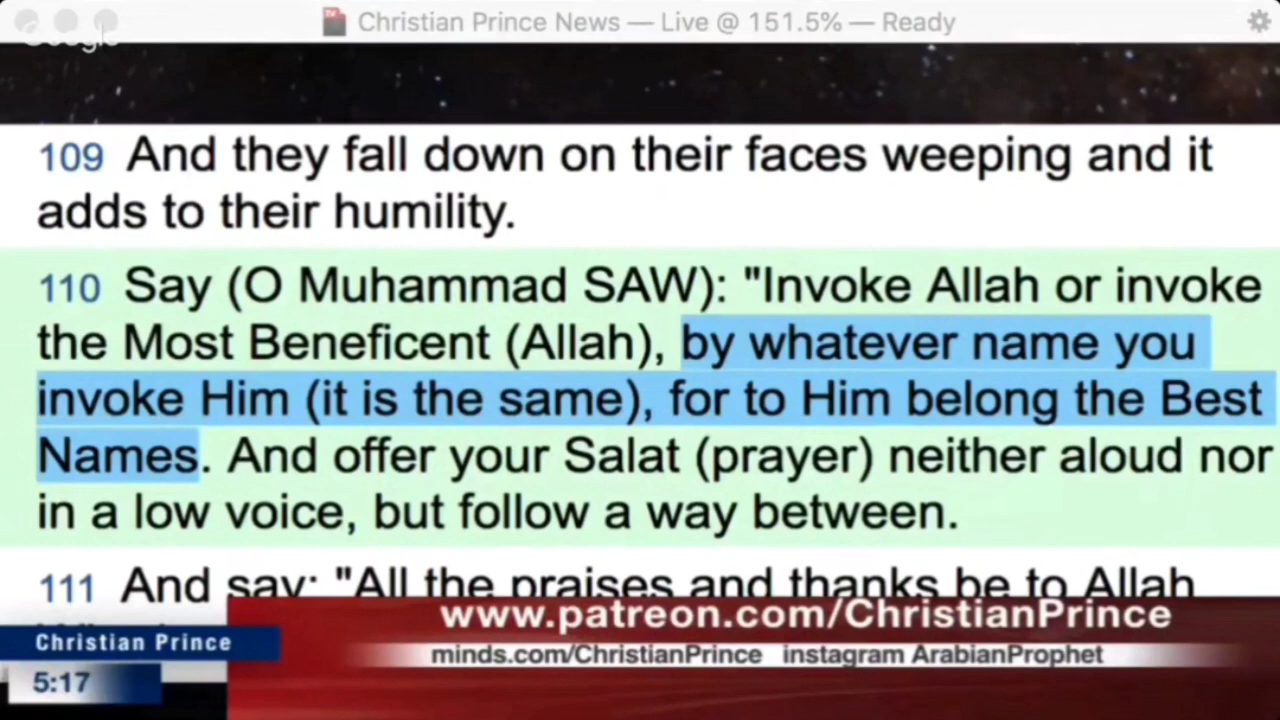 Christian Prince News — Live @ 151.5% — Ready
Google
109 And they fall down on their faces weeping and it
adds to their humility.
110 Say (O Muhammad SAW): "Invoke Allah or invoke
the Most Beneficent (Allah), by whatever name you
invoke Him (it is the same), for to Him belong the Best
Names. And offer your Salat (prayer) neither aloud nor
in a low voice, but follow a way between.
111 And say: "All the praises and thanks be to Allah
www.patreon.com/ChristianPrince
Christian Prince
minds.com/ChristianPrince instagram ArabianProphet
5:17